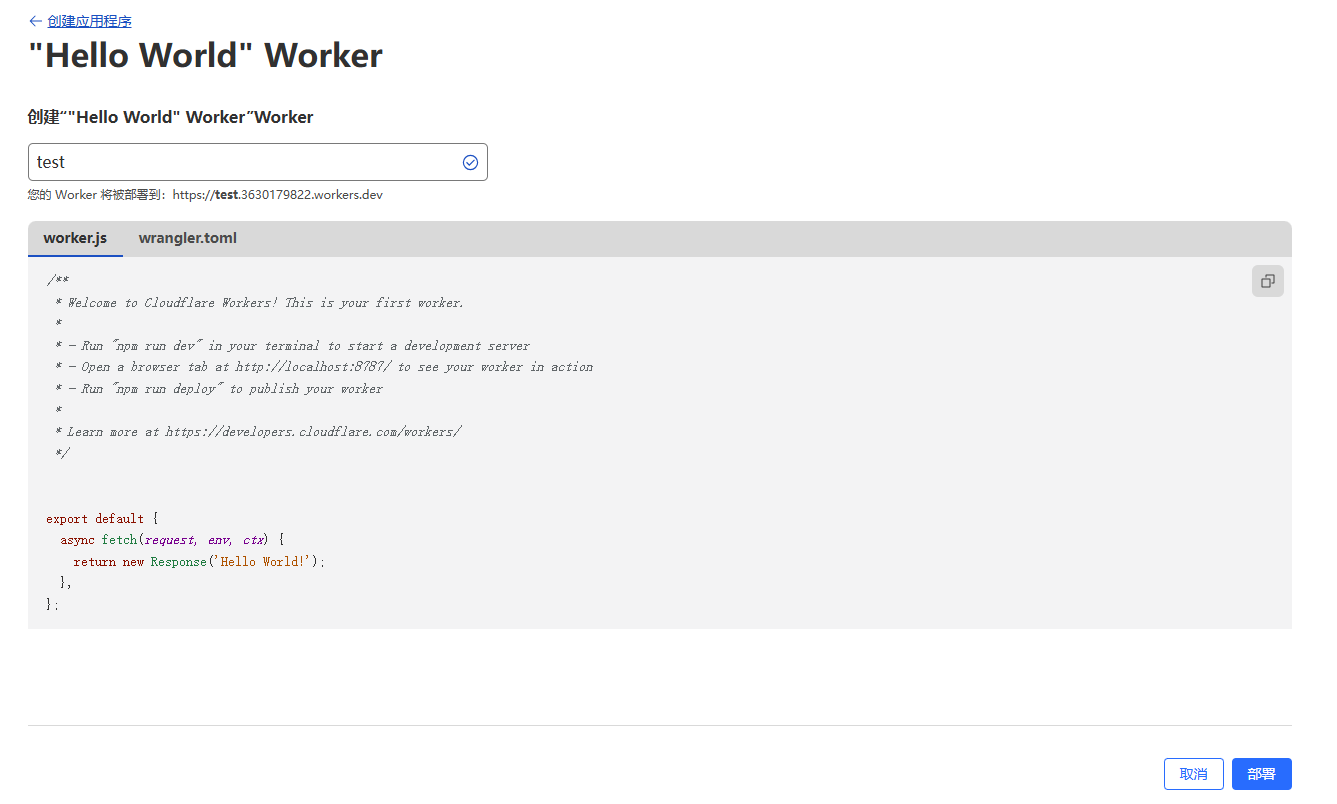 ← 创建应用程序
"Hello World" Worker
创建“"Hello World" Worker”Worker
test
您的 Worker 将被部署到：https://test.3630179822.workers.dev
worker.js wrangler.toml
/**
 * Welcome to Cloudflare Workers! This is your first worker.
 *
 * - Run "npm run dev" in your terminal to start a development server
 * - Open a browser tab at http://localhost:8787/ to see your worker in action
 * - Run "npm run deploy" to publish your worker
 *
 * Learn more at https://developers.cloudflare.com/workers/
 */
export default {
  async fetch(request, env, ctx) {
    return new Response('Hello World!');
  },
};
取消 部署